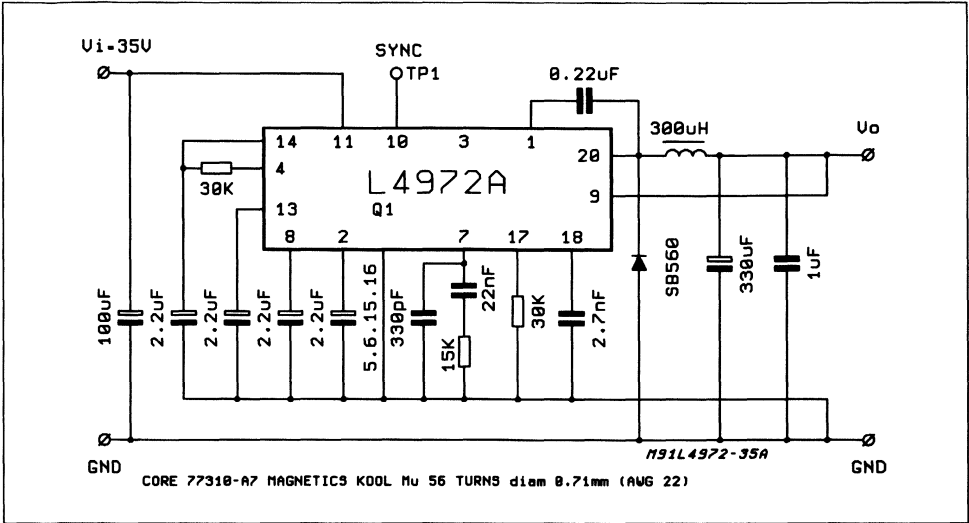 Vi-35V
SYNC
TP1
0.22uF
300uH
Vo
14
11
10
3
1
20
4
30K
L4972A
9
13
Q1
8
2
7
17
18
100uF
2.2uF
2.2uF
2.2uF
2.2uF
5.6.15.16
330pF
22nF
15K
30K
2.7nF
SB560
330uF
1uF
M91L4972-35A
GND
GND
CORE 77310-A7 MAGNETICS KOOL Mu 56 TURNS diam 0.71mm (AWG 22)